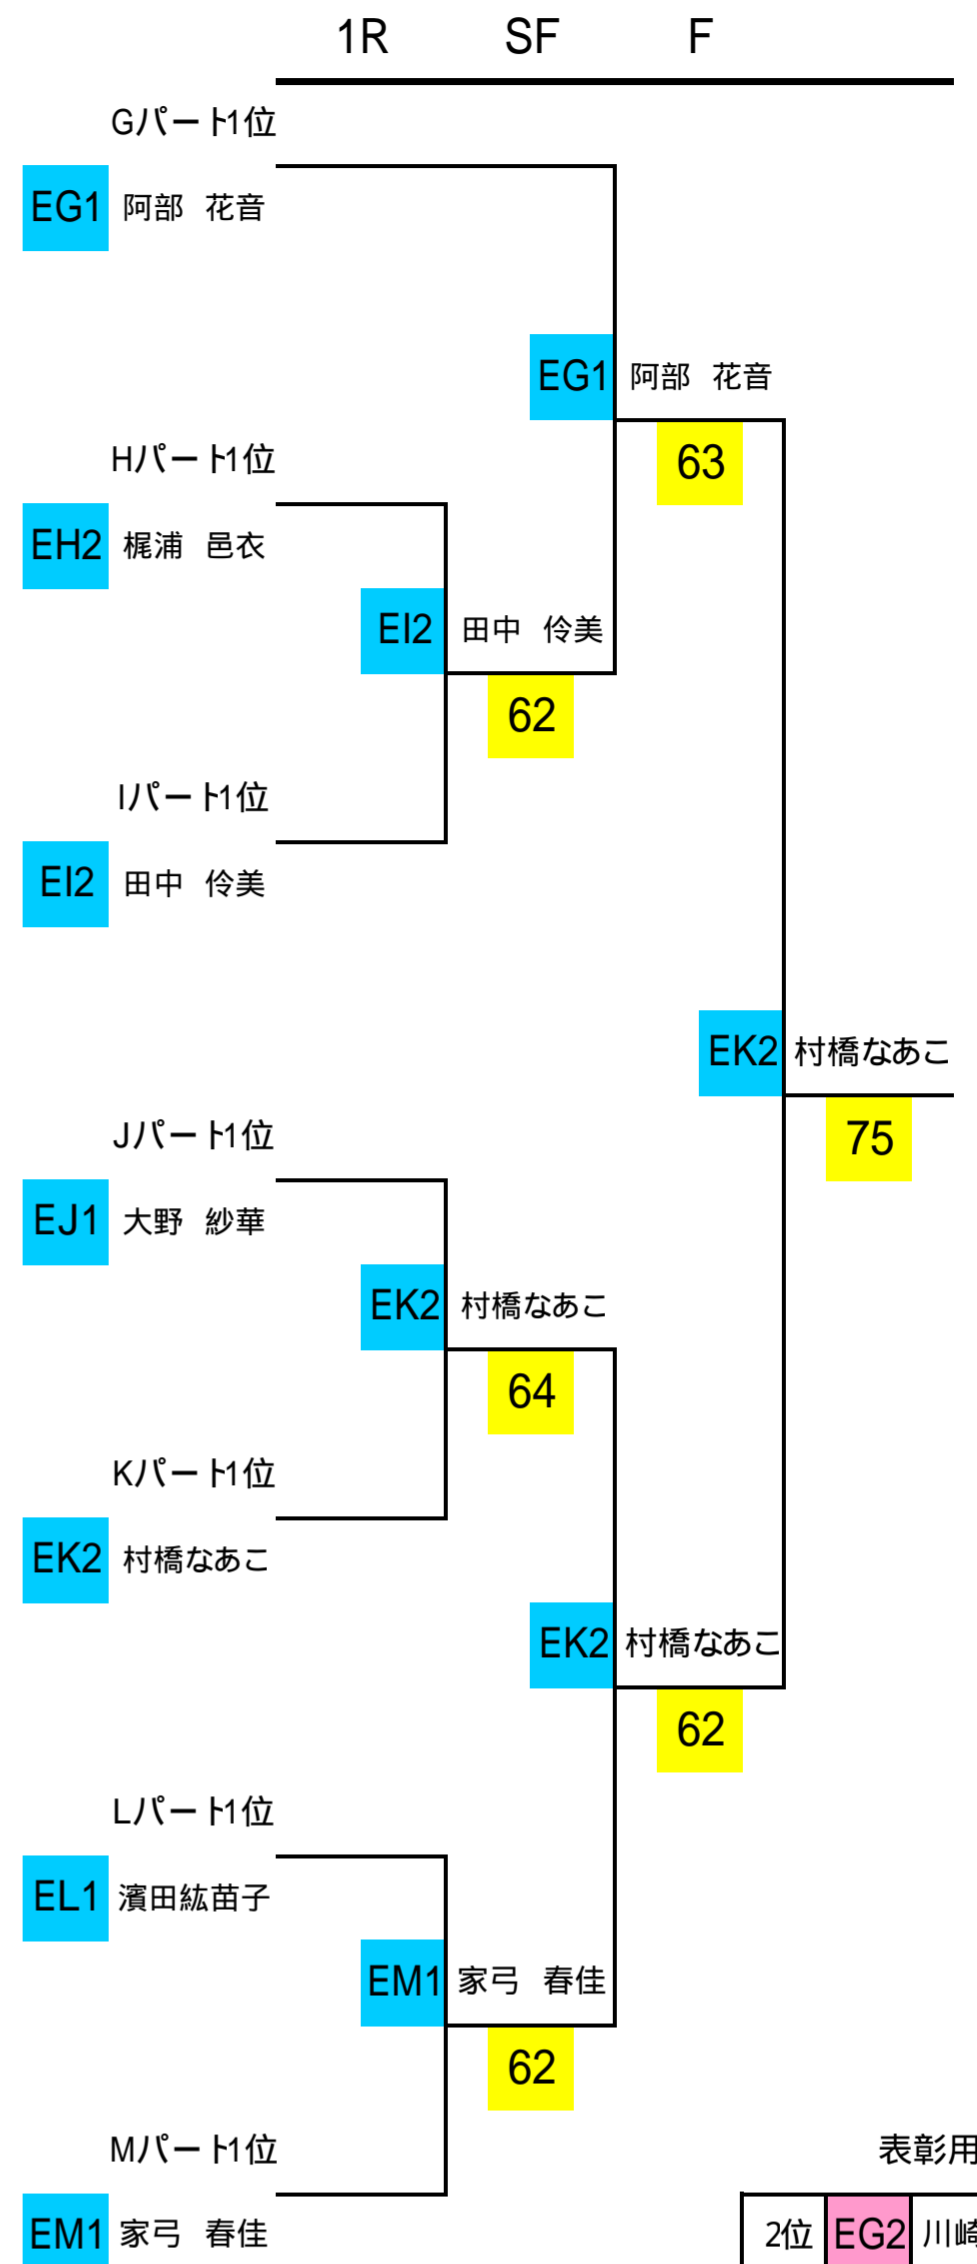 1R SF F
Gパート1位
EG1 阿部 花音
EG1 阿部 花音
63
Hパート1位
EH2 梶浦 邑衣
EI2 田中 伶美
62
Iパート1位
EI2 田中 伶美
EK2 村橋なあこ
75
Jパート1位
EJ1 大野 紗華
EK2 村橋なあこ
64
Kパート1位
EK2 村橋なあこ
EK2 村橋なあこ
62
Lパート1位
EL1 濱田紘苗子
EM1 家弓 春佳
62
Mパート1位
表彰用
EM1 家弓 春佳
2位 EG2 川崎